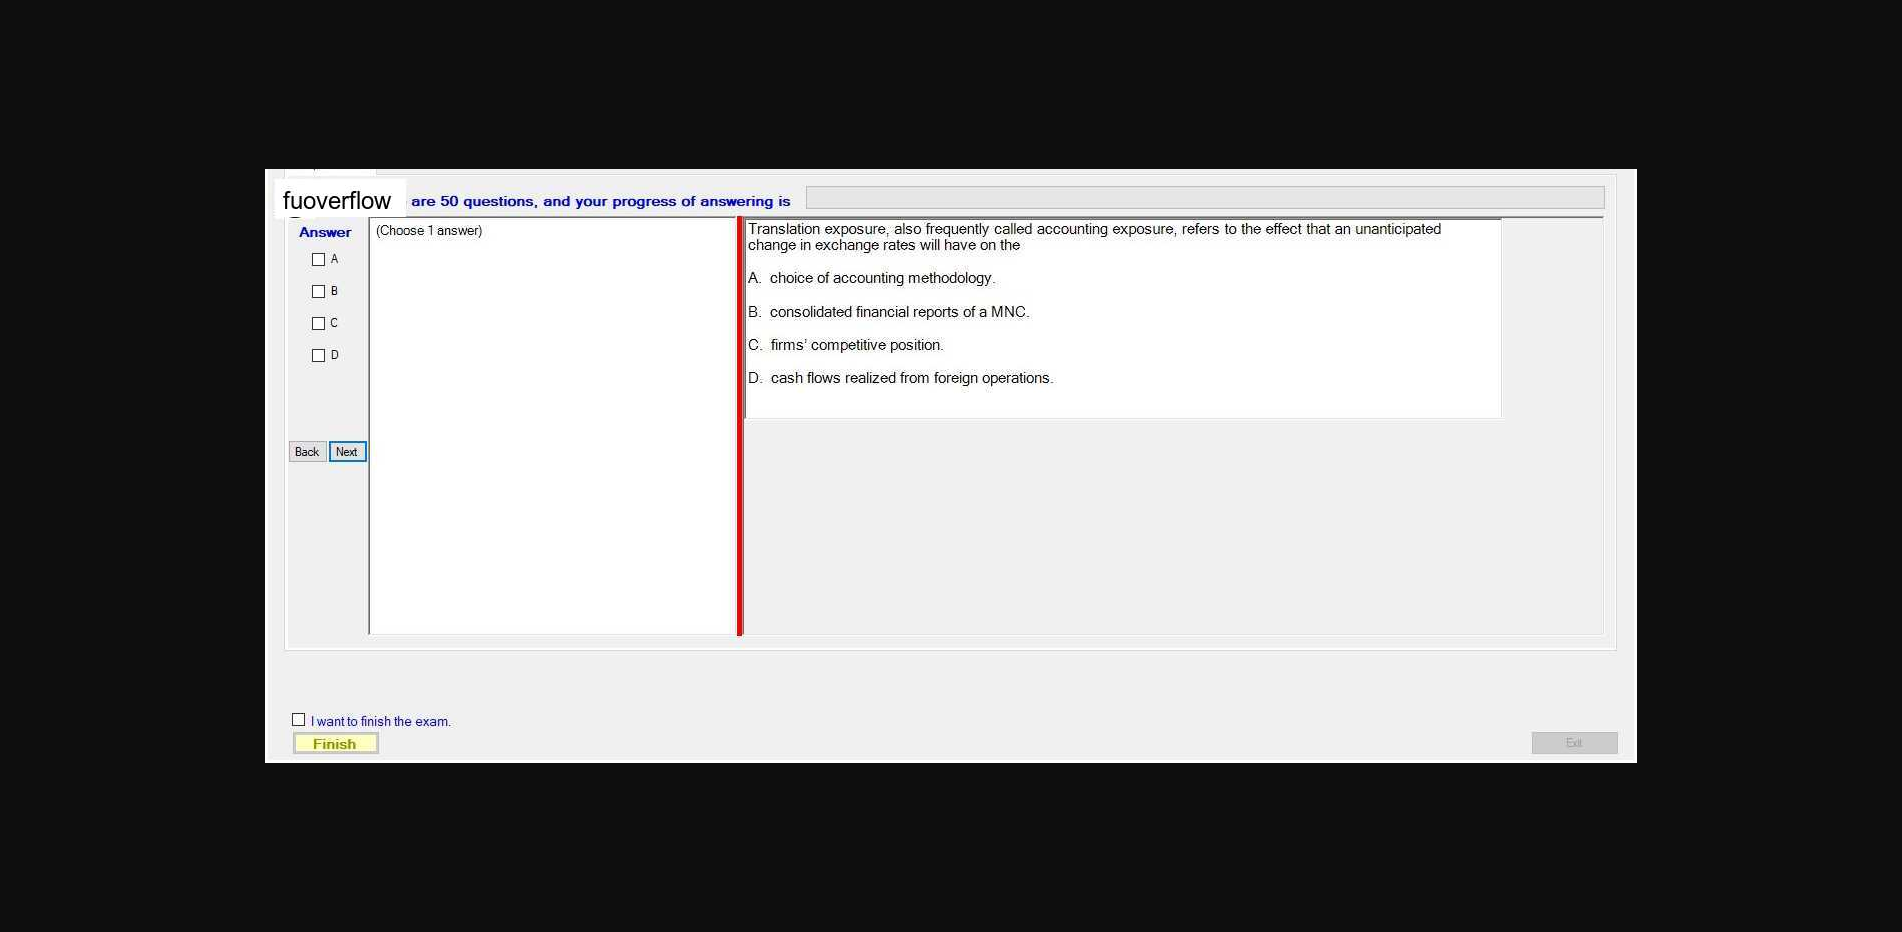 fuoverflow are 50 questions, and your progress of answering is
Answer
(Choose 1 answer)
A
B
C
D
Back Next
Translation exposure, also frequently called accounting exposure, refers to the effect that an unanticipated
change in exchange rates will have on the
A. choice of accounting methodology.
B. consolidated financial reports of a MNC.
C. firms’ competitive position.
D. cash flows realized from foreign operations.
I want to finish the exam.
Finish
Exit